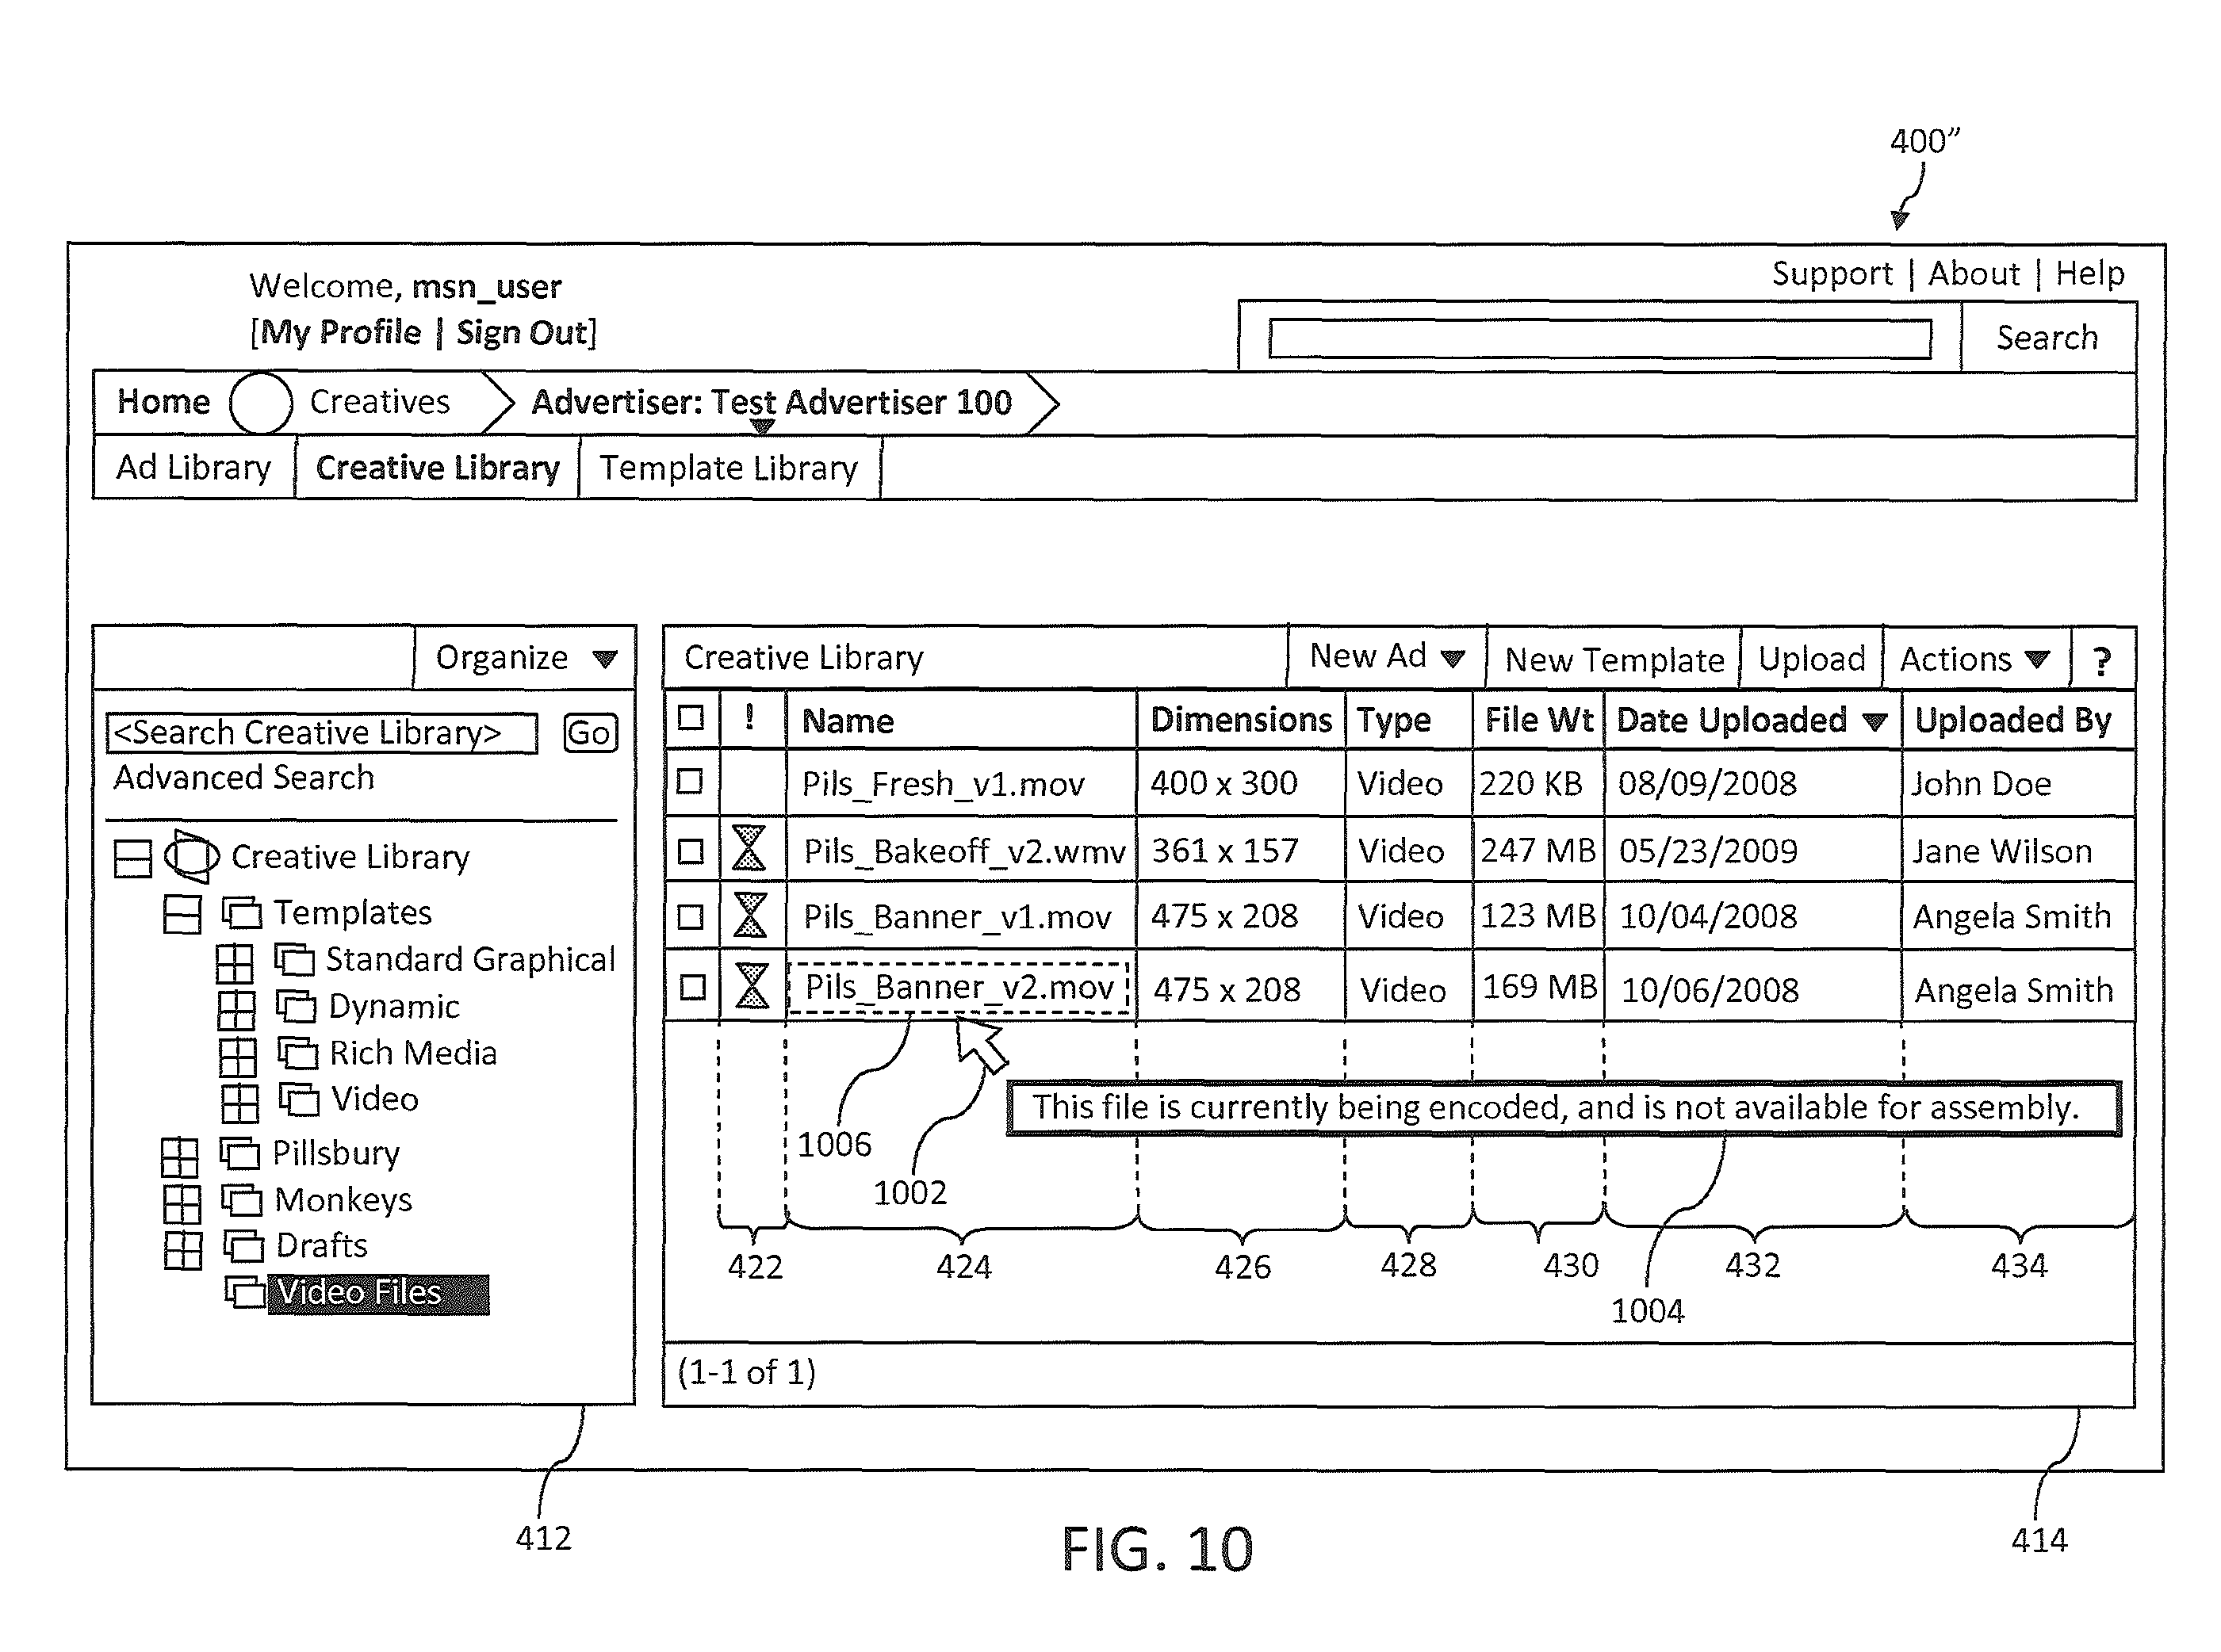 400”
Support | About | Help
Welcome, msn_user
[My Profile | Sign Out]
Search
Home Creatives Advertiser: Test Advertiser 100
Ad Library Creative Library Template Library
Organize
<Search Creative Library> Go
Advanced Search
Creative Library
Templates
Standard Graphical
Dynamic
Rich Media
Video
Pillsbury
Monkeys
Drafts
Video Files
Creative Library New Ad New Template Upload Actions ?
! Name Dimensions Type File Wt Date Uploaded Uploaded By
Pils_Fresh_v1.mov 400 x 300 Video 220 KB 08/09/2008 John Doe
Pils_Bakeoff_v2.wmv 361 x 157 Video 247 MB 05/23/2009 Jane Wilson
Pils_Banner_v1.mov 475 x 208 Video 123 MB 10/04/2008 Angela Smith
Pils_Banner_v2.mov 475 x 208 Video 169 MB 10/06/2008 Angela Smith
This file is currently being encoded, and is not available for assembly.
1006
1002
422 424 426 428 430 432 434
1004
(1-1 of 1)
412
414
FIG. 10